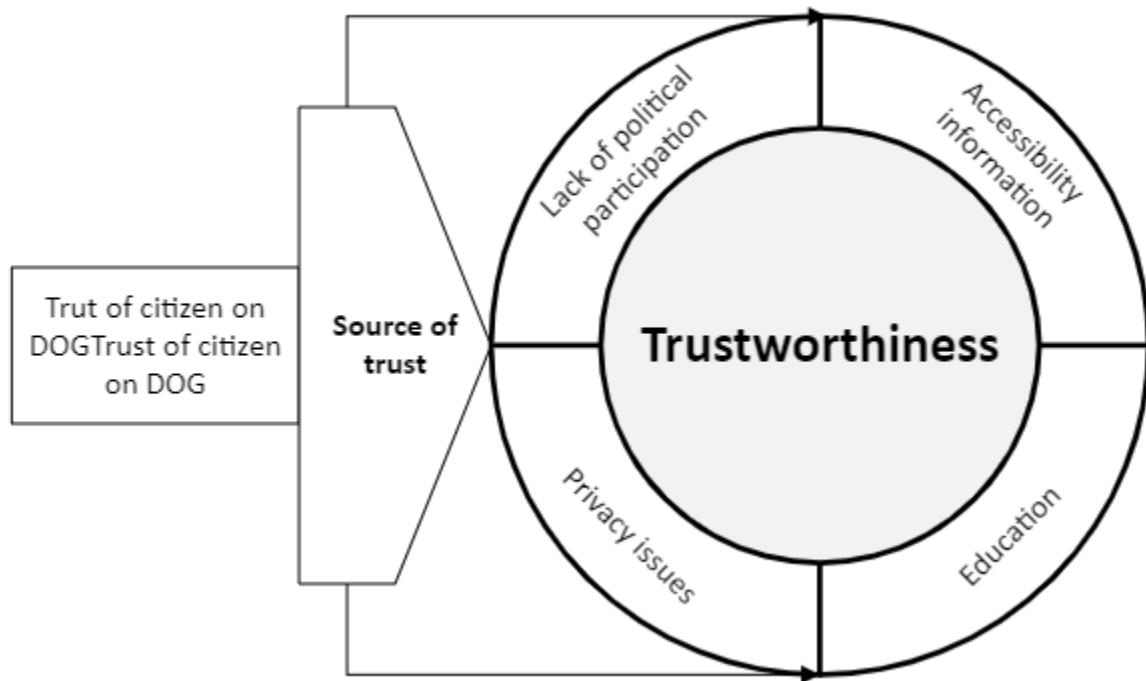 Trut of citizen on
DOGTrust of citizen
on DOG
Source of
trust
Lack of political
participation
Accessibility
information
Trustworthiness
Privacy issues
Education